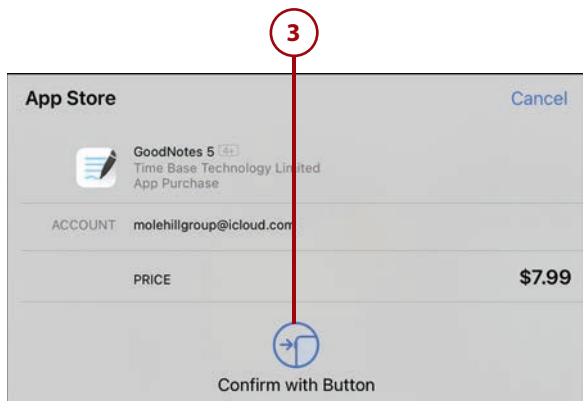 3
App Store Cancel
GoodNotes 5 4+
Time Base Technology Limited
App Purchase
ACCOUNT molehillgroup@icloud.com
PRICE $7.99
Confirm with Button